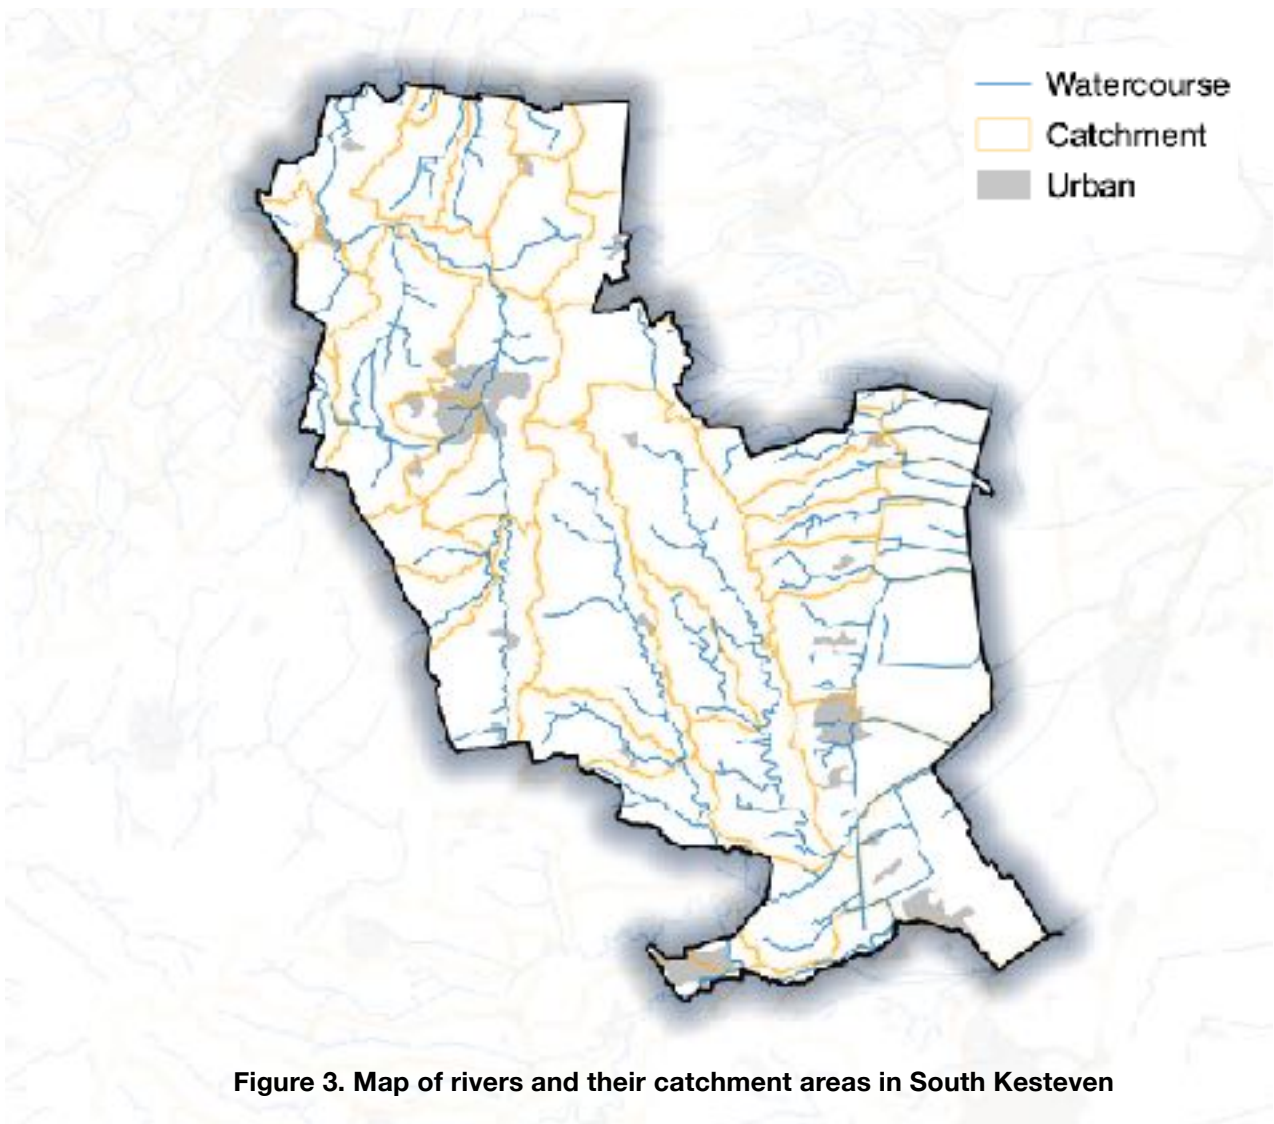 Watercourse
Catchment
Urban
Figure 3. Map of rivers and their catchment areas in South Kesteven